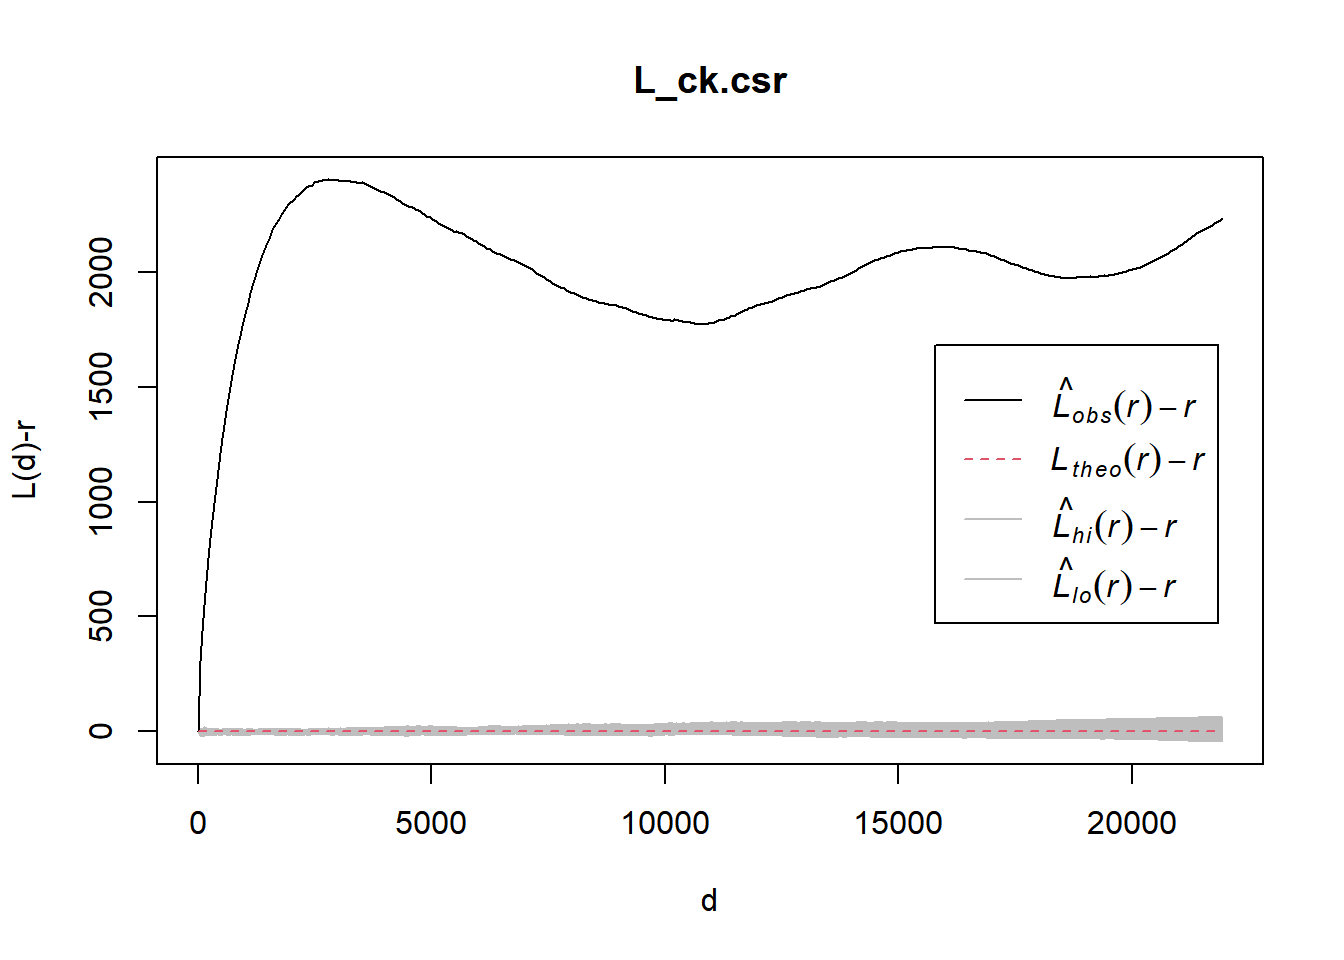 L_ck.csr
L(d)-r
2000
1500
1000
500
0
L̂obs(r) − r
Ltheo(r) − r
L̂hi(r) − r
L̂lo(r) − r
0 5000 10000 15000 20000
d